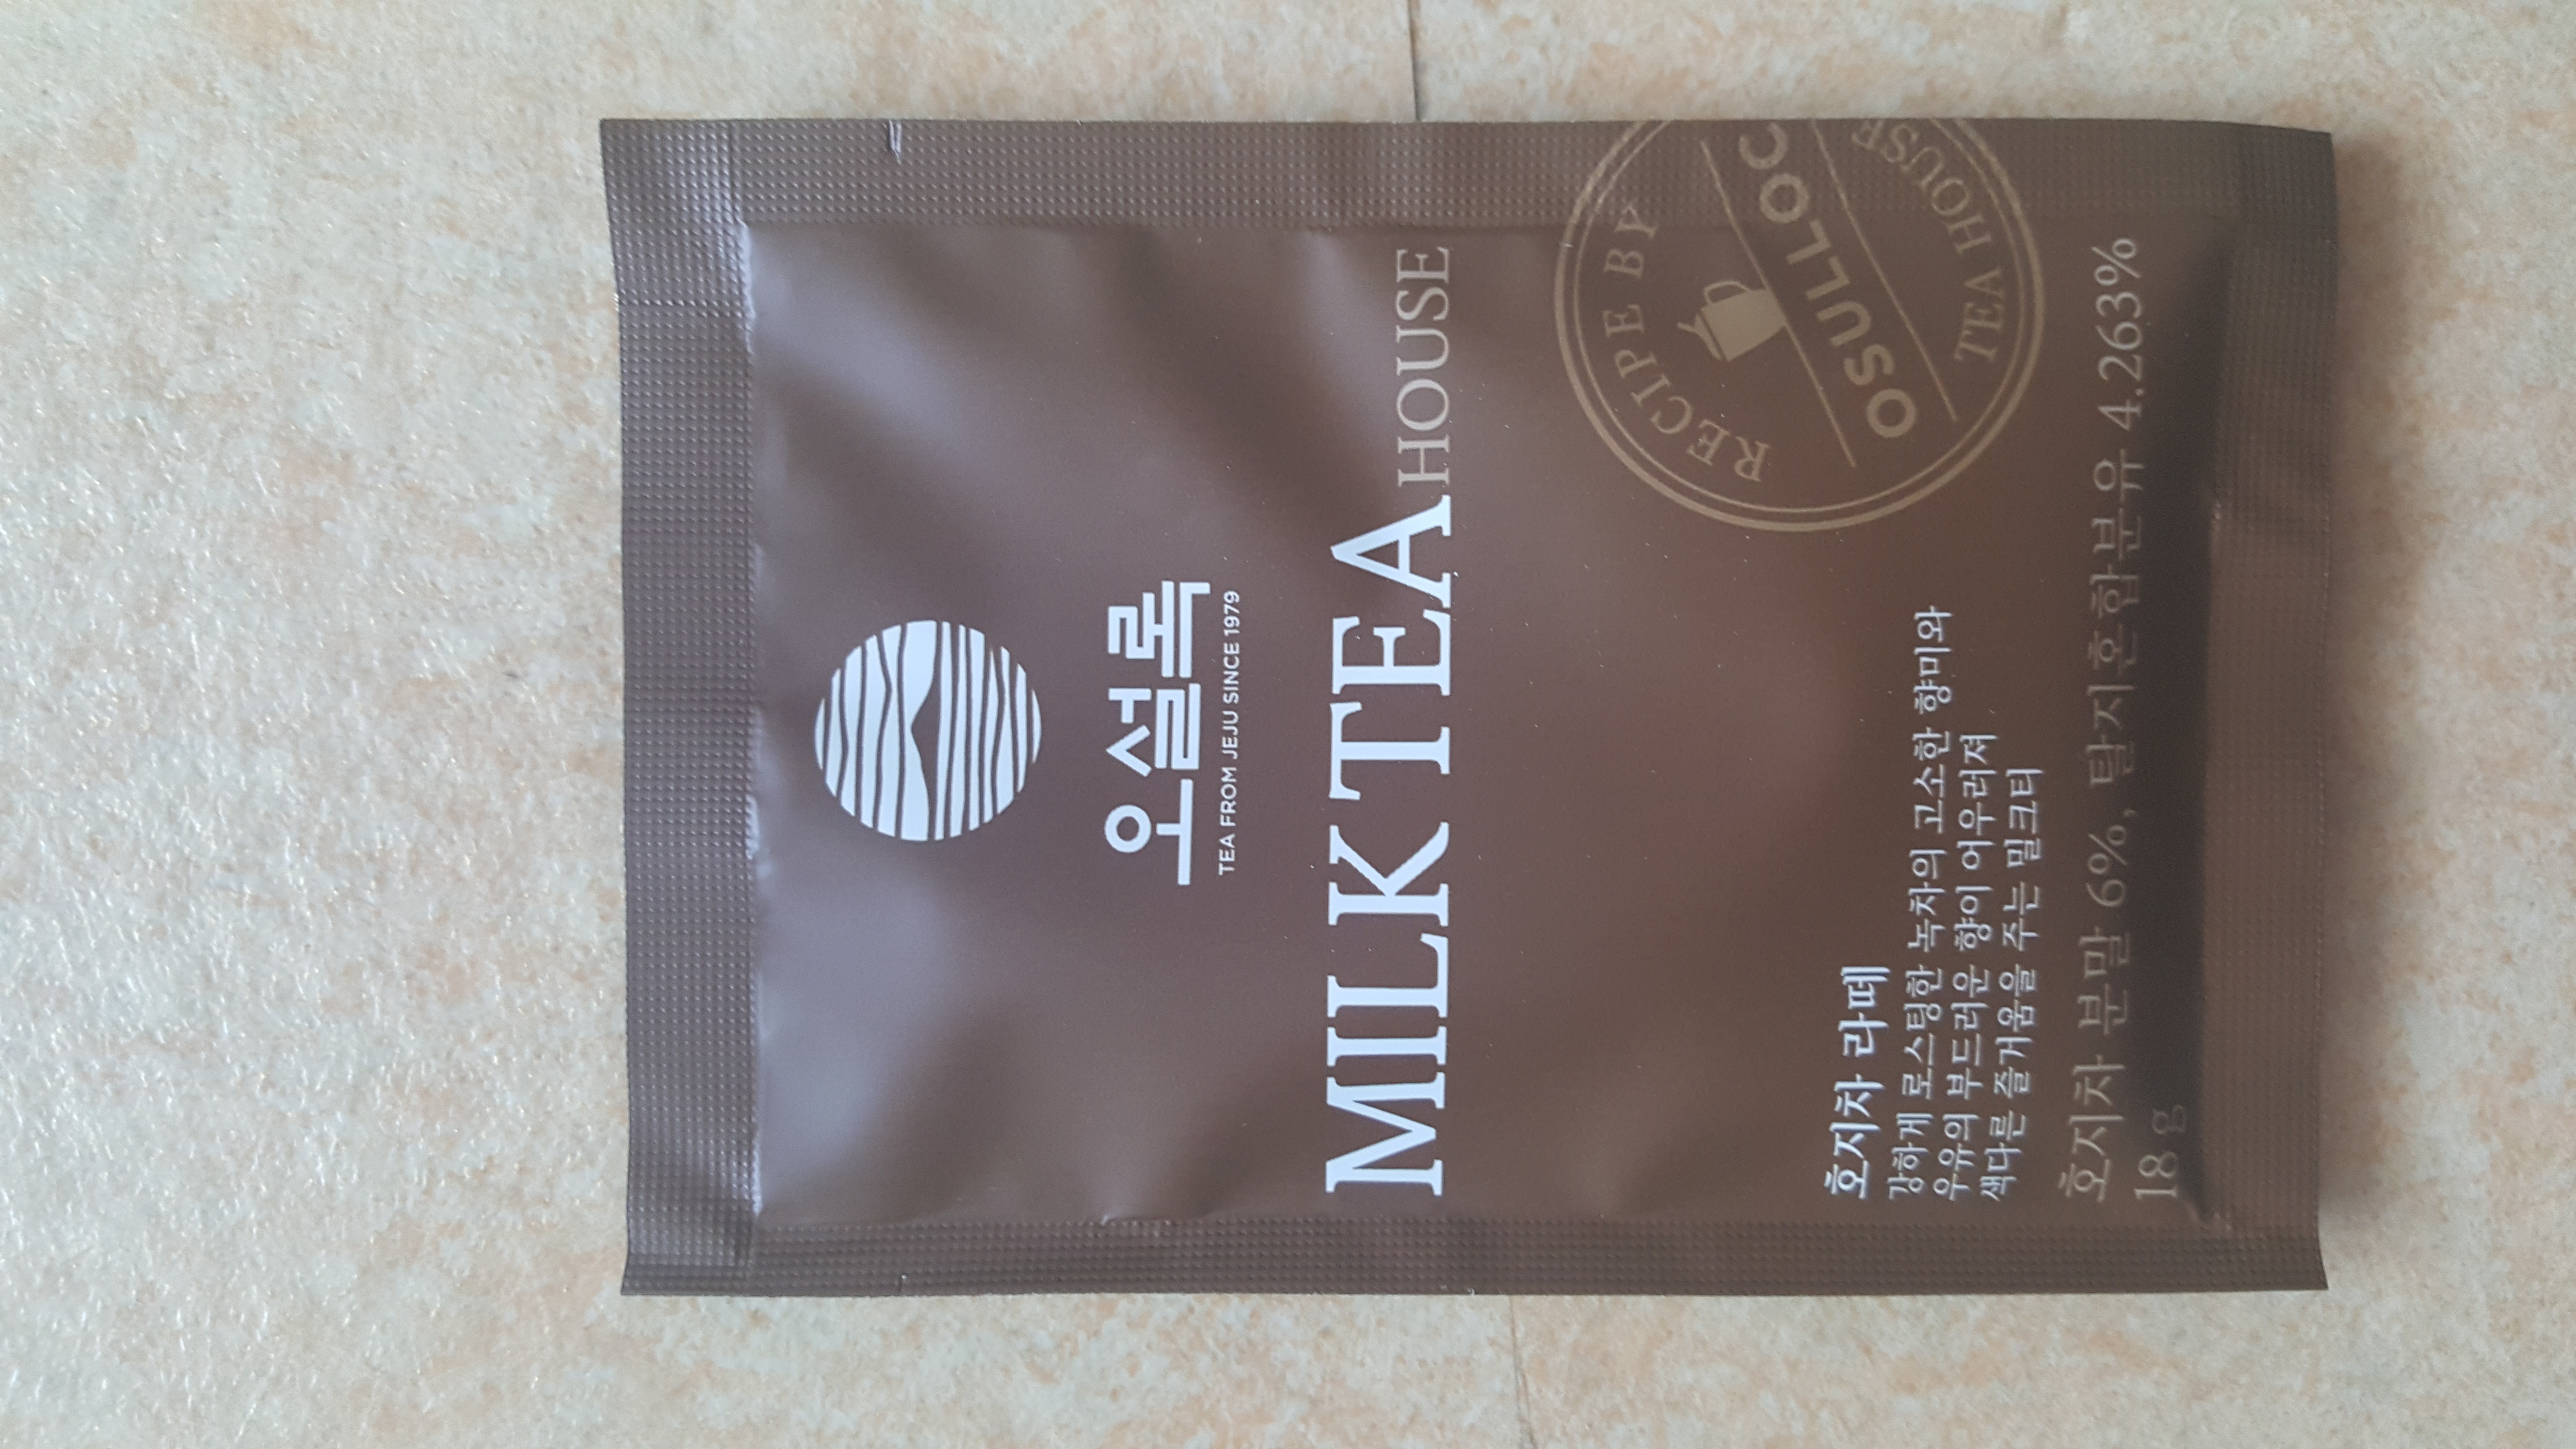 오설록
TEA FROM JEJU SINCE 1979
MILK TEA HOUSE
RECIPE BY
OSULLOC
TEA HOUSE
호지차 라떼
강하게 로스팅한 녹차의 고소한 향미와
우유의 부드러운 향이 어우러져
색다른 즐거움을 주는 밀크티
호지차 분말 6%, 탈지혼합분유 4.263%
18 g